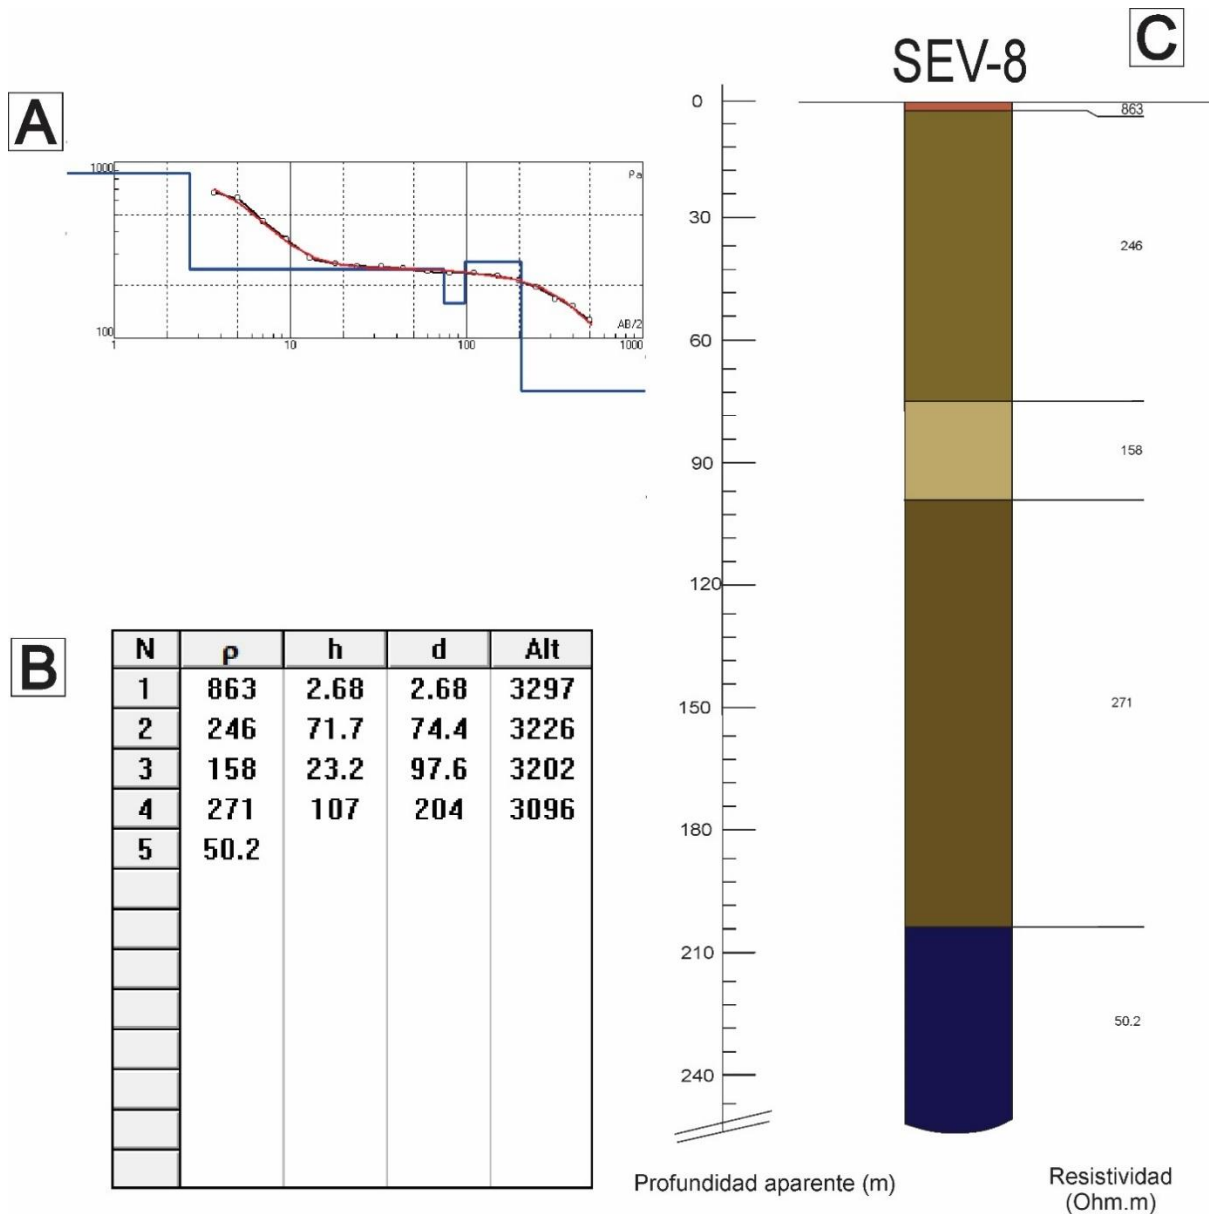 A
1000
Pa
100
AB/2
1
10
100
1000
B
N ρ h d Alt
1 863 2.68 2.68 3297
2 246 71.7 74.4 3226
3 158 23.2 97.6 3202
4 271 107 204 3096
5 50.2
SEV-8
C
0
30
60
90
120
150
180
210
240
863
246
158
271
50.2
Profundidad aparente (m)
Resistividad
(Ohm.m)